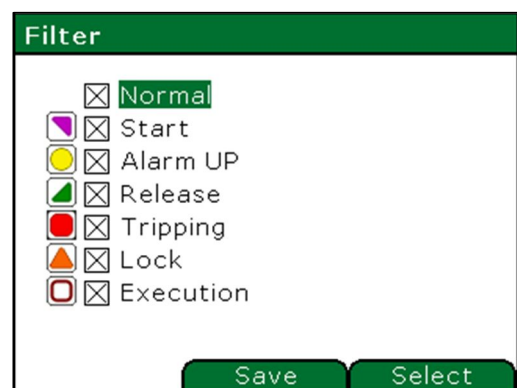 Filter
Normal
Start
Alarm UP
Release
Tripping
Lock
Execution
Save Select